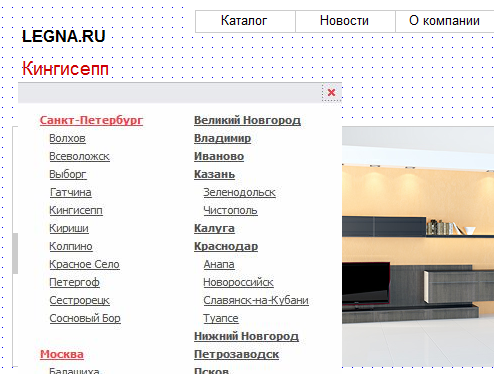 Каталог
Новости
О компании
LEGNA.RU
Кингисепп
Санкт-Петербург
Волхов
Всеволожск
Выборг
Гатчина
Кингисепп
Кириши
Колпино
Красное Село
Петергоф
Сестрорецк
Сосновый Бор
Москва
Балашиха
Великий Новгород
Владимир
Иваново
Казань
Зеленодольск
Чистополь
Калуга
Краснодар
Анапа
Новороссийск
Славянск-на-Кубани
Туапсе
Нижний Новгород
Петрозаводск
Псков